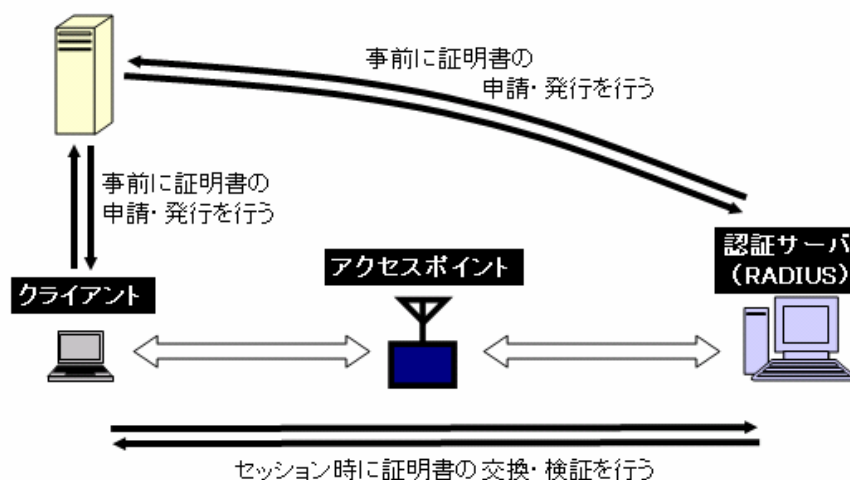 事前に証明書の
申請・発行を行う
事前に証明書の
申請・発行を行う
クライアント
アクセスポイント
認証サーバ
（RADIUS）
セッション時に証明書の交換・検証を行う